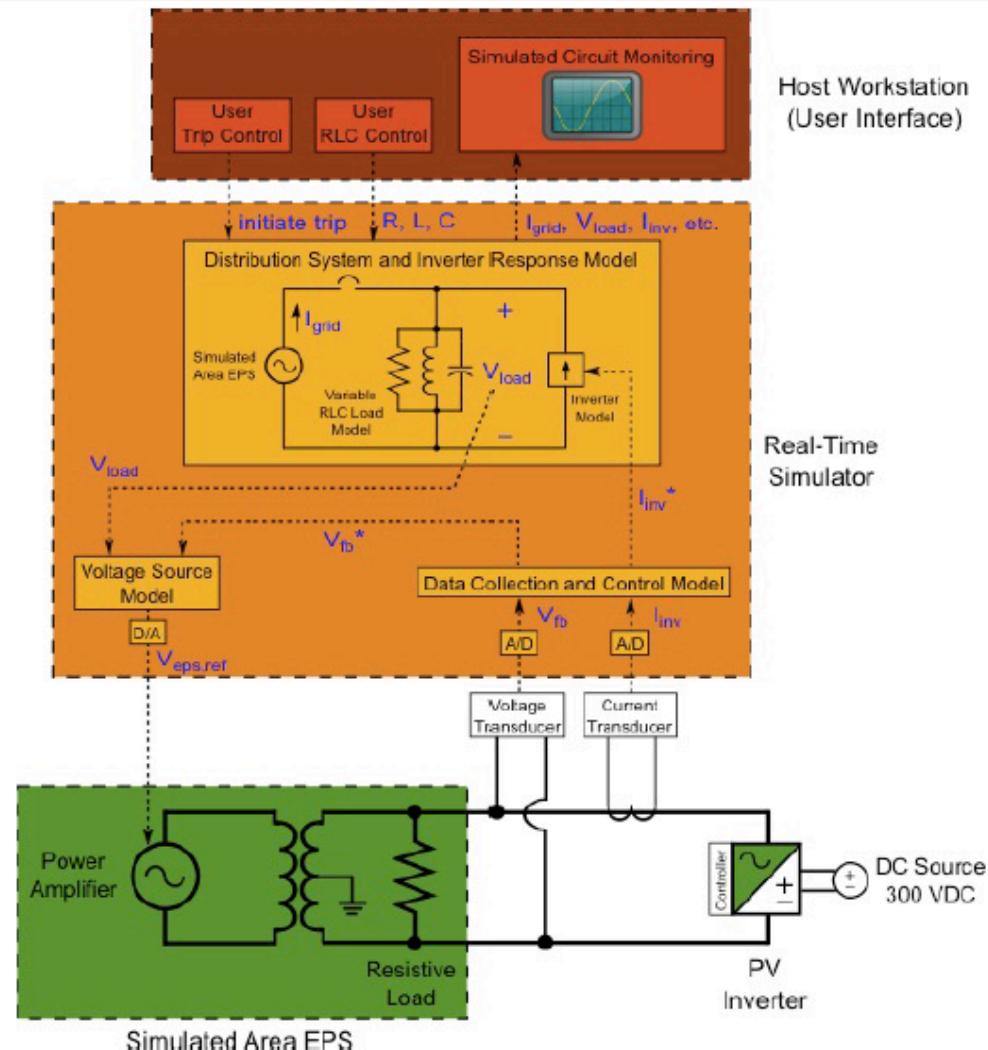 Simulated Circuit Monitoring
Host Workstation
(User Interface)
User
Trip Control
User
RLC Control
initiate trip
R, L, C
Igrid, Vload, Iinv, etc.
Distribution System and Inverter IResponse Model
Igrid
+
Simulated
Area EPS
Vload
Variable
RLC Load
Model
Inverter
Model
–
Real-Time
Simulator
Vload
Iinv*
Vfb*
Voltage Source
Model
Data Collection and Control Model
Vfb
Iinv
D/A
A/D
A/D
Veps.ref
Voltage
Transducer
Current
Transducer
Power
Amplifier
Controller
+
–
+
–
DC Source
300 VDC
Resistive
Load
PV
Inverter
Simulated Area EPS